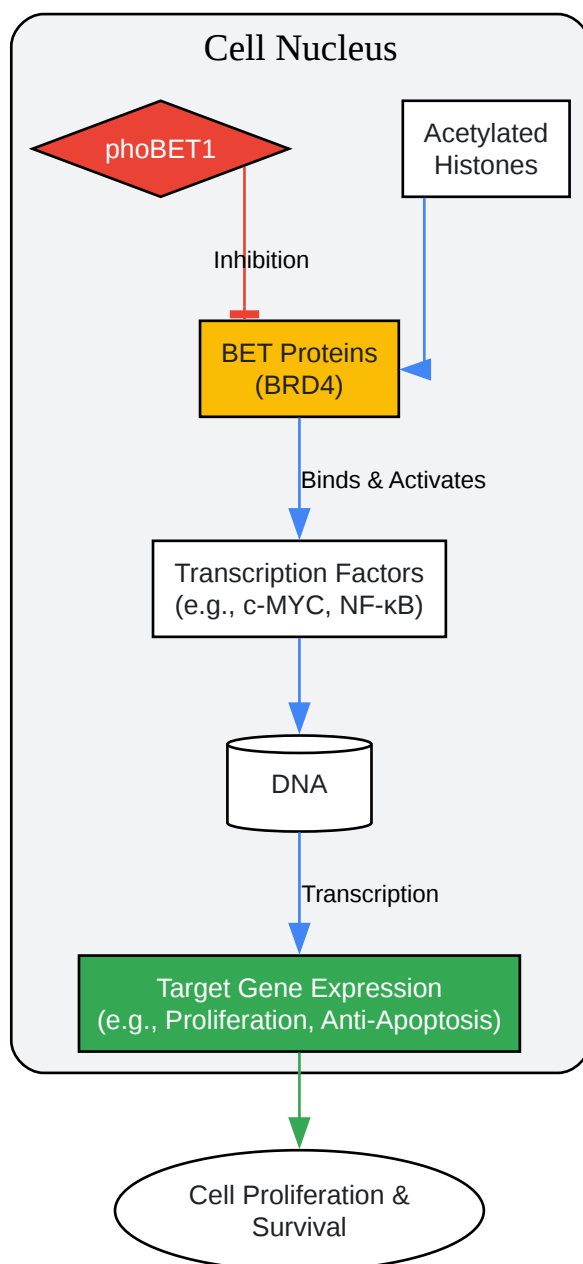 Cell Nucleus
phoBET1
Acetylated
Histones
Inhibition
BET Proteins
(BRD4)
Binds & Activates
Transcription Factors
(e.g., c-MYC, NF-κB)
DNA
Transcription
Target Gene Expression
(e.g., Proliferation, Anti-Apoptosis)
Cell Proliferation &
Survival